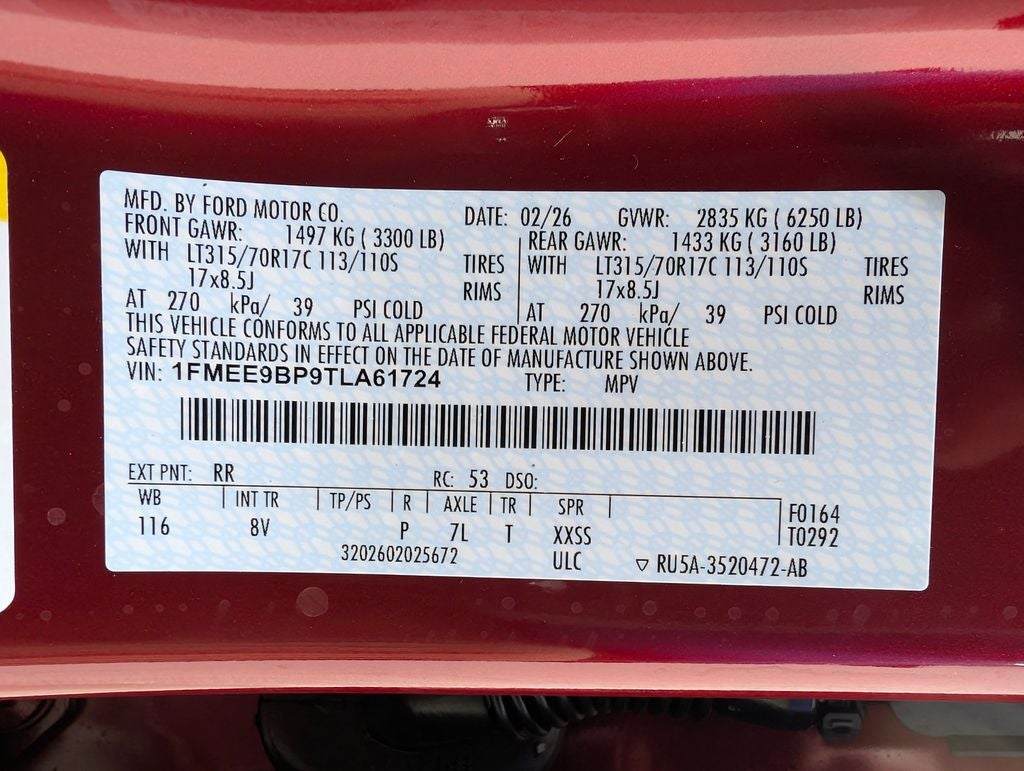 MFD. BY FORD MOTOR CO. DATE: 02/26 GVWR: 2835 KG ( 6250 LB)
FRONT GAWR: 1497 KG ( 3300 LB) REAR GAWR: 1433 KG ( 3160 LB)
WITH LT315/70R17C 113/110S TIRES WITH LT315/70R17C 113/110S TIRES
17x8.5J RIMS 17x8.5J RIMS
AT 270 kPa/ 39 PSI COLD AT 270 kPa/ 39 PSI COLD
THIS VEHICLE CONFORMS TO ALL APPLICABLE FEDERAL MOTOR VEHICLE
SAFETY STANDARDS IN EFFECT ON THE DATE OF MANUFACTURE SHOWN ABOVE.
VIN: 1FMEE9BP9TLA61724 TYPE: MPV
EXT PNT: RR RC: 53 DSO:
WB INT TR TP/PS R AXLE TR SPR F0164
116 8V P 7L T XXSS T0292
3202602025672 ULC ▽ RU5A-3520472-AB